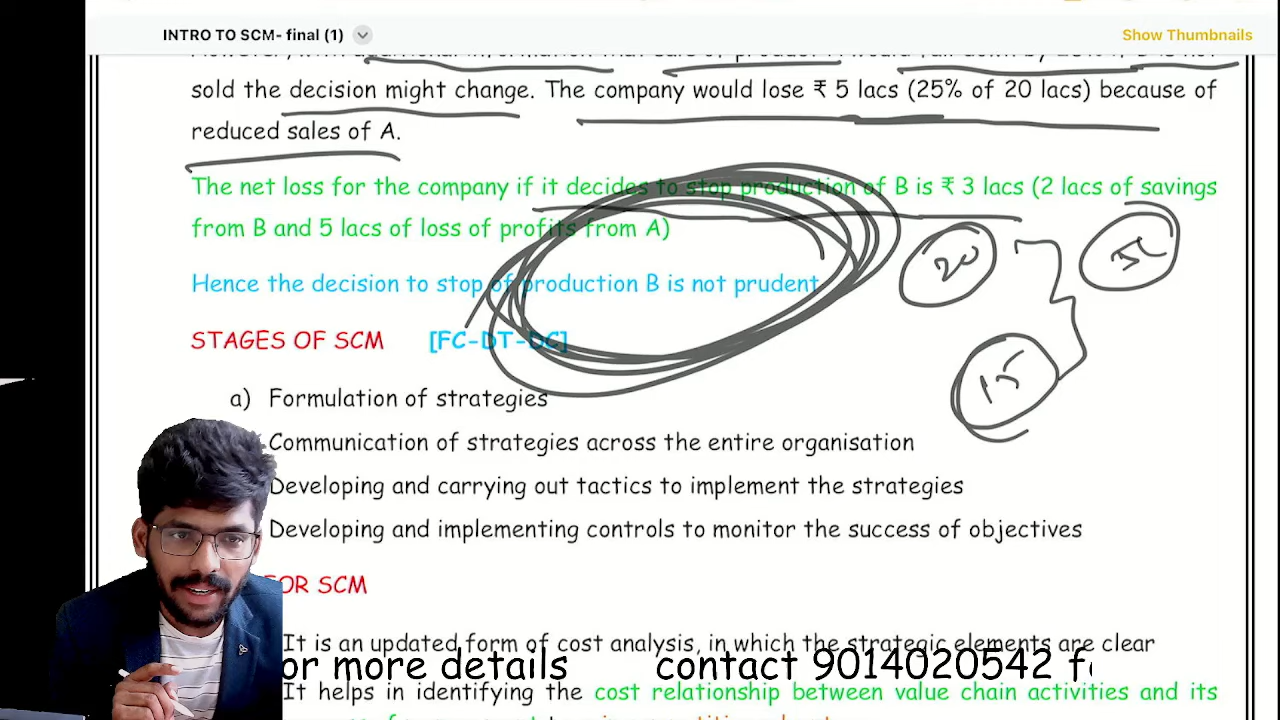 INTRO TO SCM- final (1)
Show Thumbnails
sold the decision might change. The company would lose ₹ 5 lacs (25% of 20 lacs) because of
reduced sales of A.
The net loss for the company if it decides to stop production of B is ₹ 3 lacs (2 lacs of savings
from B and 5 lacs of loss of profits from A)
20
15
Hence the decision to stop of production B is not prudent
STAGES OF SCM [FC-DT-DC]
a) Formulation of strategies
Communication of strategies across the entire organisation
Developing and carrying out tactics to implement the strategies
Developing and implementing controls to monitor the success of objectives
FOR SCM
It is an updated form of cost analysis, in which the strategic elements are clear
or more details contact 9014020542 f
It helps in identifying the cost relationship between value chain activities and its